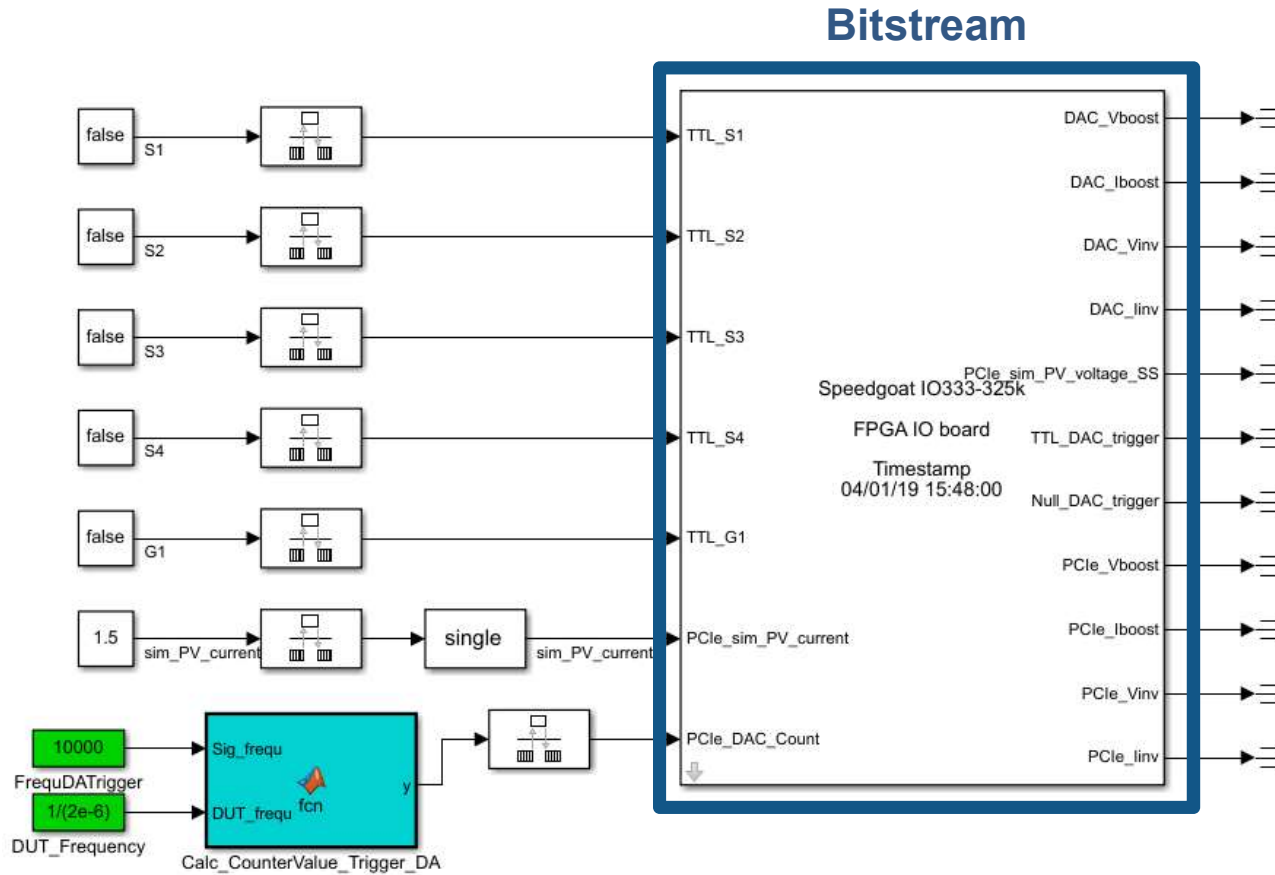 Bitstream
false
S1
TTL_S1
DAC_Vboost
DAC_Iboost
false
S2
TTL_S2
DAC_Vinv
DAC_Iinv
false
S3
TTL_S3
PCIe_sim_PV_voltage_SS
Speedgoat IO333-325k
FPGA IO board
Timestamp
04/01/19 15:48:00
false
S4
TTL_S4
TTL_DAC_trigger
Null_DAC_trigger
false
G1
TTL_G1
PCIe_Vboost
1.5
sim_PV_current
single
sim_PV_current
PCIe_sim_PV_current
PCIe_Iboost
PCIe_Vinv
10000
FrequDATrigger
1/(2e-6)
DUT_Frequency
Sig_frequ
DUT_frequ
fcn
y
Calc_CounterValue_Trigger_DA
PCIe_DAC_Count
PCIe_Iinv